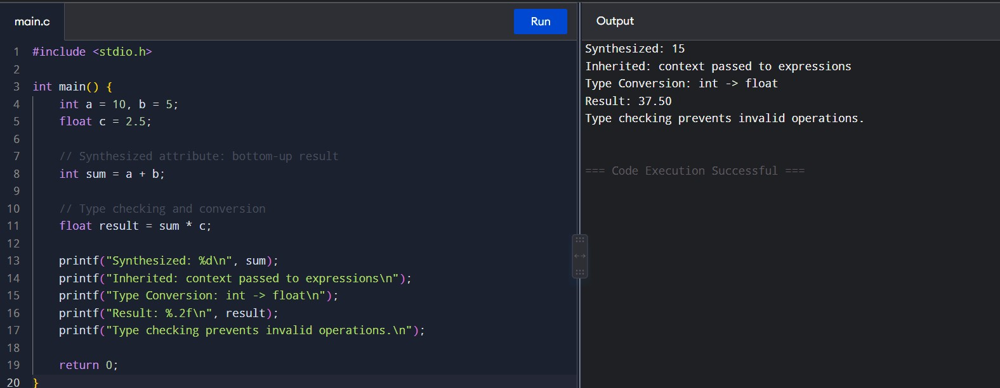 main.c
Run
1 #include <stdio.h>
2
3 int main() {
4 int a = 10, b = 5;
5 float c = 2.5;
6
7 // Synthesized attribute: bottom-up result
8 int sum = a + b;
9
10 // Type checking and conversion
11 float result = sum * c;
12
13 printf("Synthesized: %d\n", sum);
14 printf("Inherited: context passed to expressions\n");
15 printf("Type Conversion: int -> float\n");
16 printf("Result: %.2f\n", result);
17 printf("Type checking prevents invalid operations.\n");
18
19 return 0;
20 }
Output
Synthesized: 15
Inherited: context passed to expressions
Type Conversion: int -> float
Result: 37.50
Type checking prevents invalid operations.
=== Code Execution Successful ===